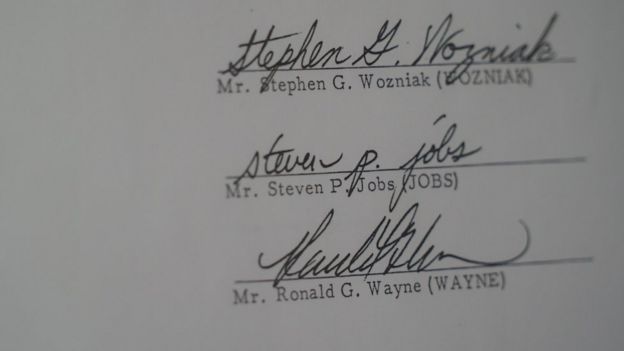 Stephen G. Wozniak
Mr. Stephen G. Wozniak (WOZNIAK)
steven p. jobs
Mr. Steven P. Jobs (JOBS)
Mr. Ronald G. Wayne (WAYNE)